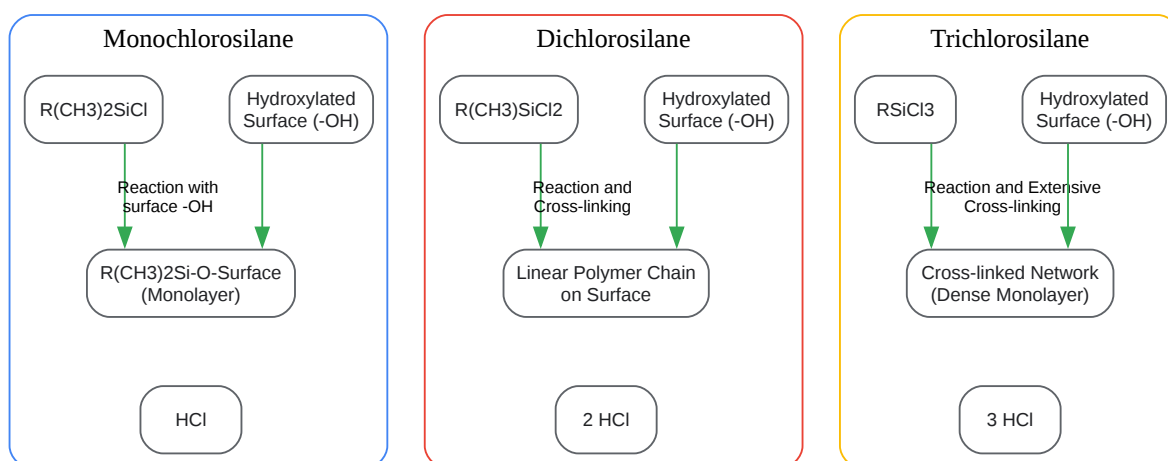 Monochlorosilane
R(CH3)2SiCl
Hydroxylated
Surface (-OH)
Reaction with
surface -OH
R(CH3)2Si-O-Surface
(Monolayer)
HCl
Dichlorosilane
R(CH3)SiCl2
Hydroxylated
Surface (-OH)
Reaction and
Cross-linking
Linear Polymer Chain
on Surface
2 HCl
Trichlorosilane
RSiCl3
Hydroxylated
Surface (-OH)
Reaction and Extensive
Cross-linking
Cross-linked Network
(Dense Monolayer)
3 HCl